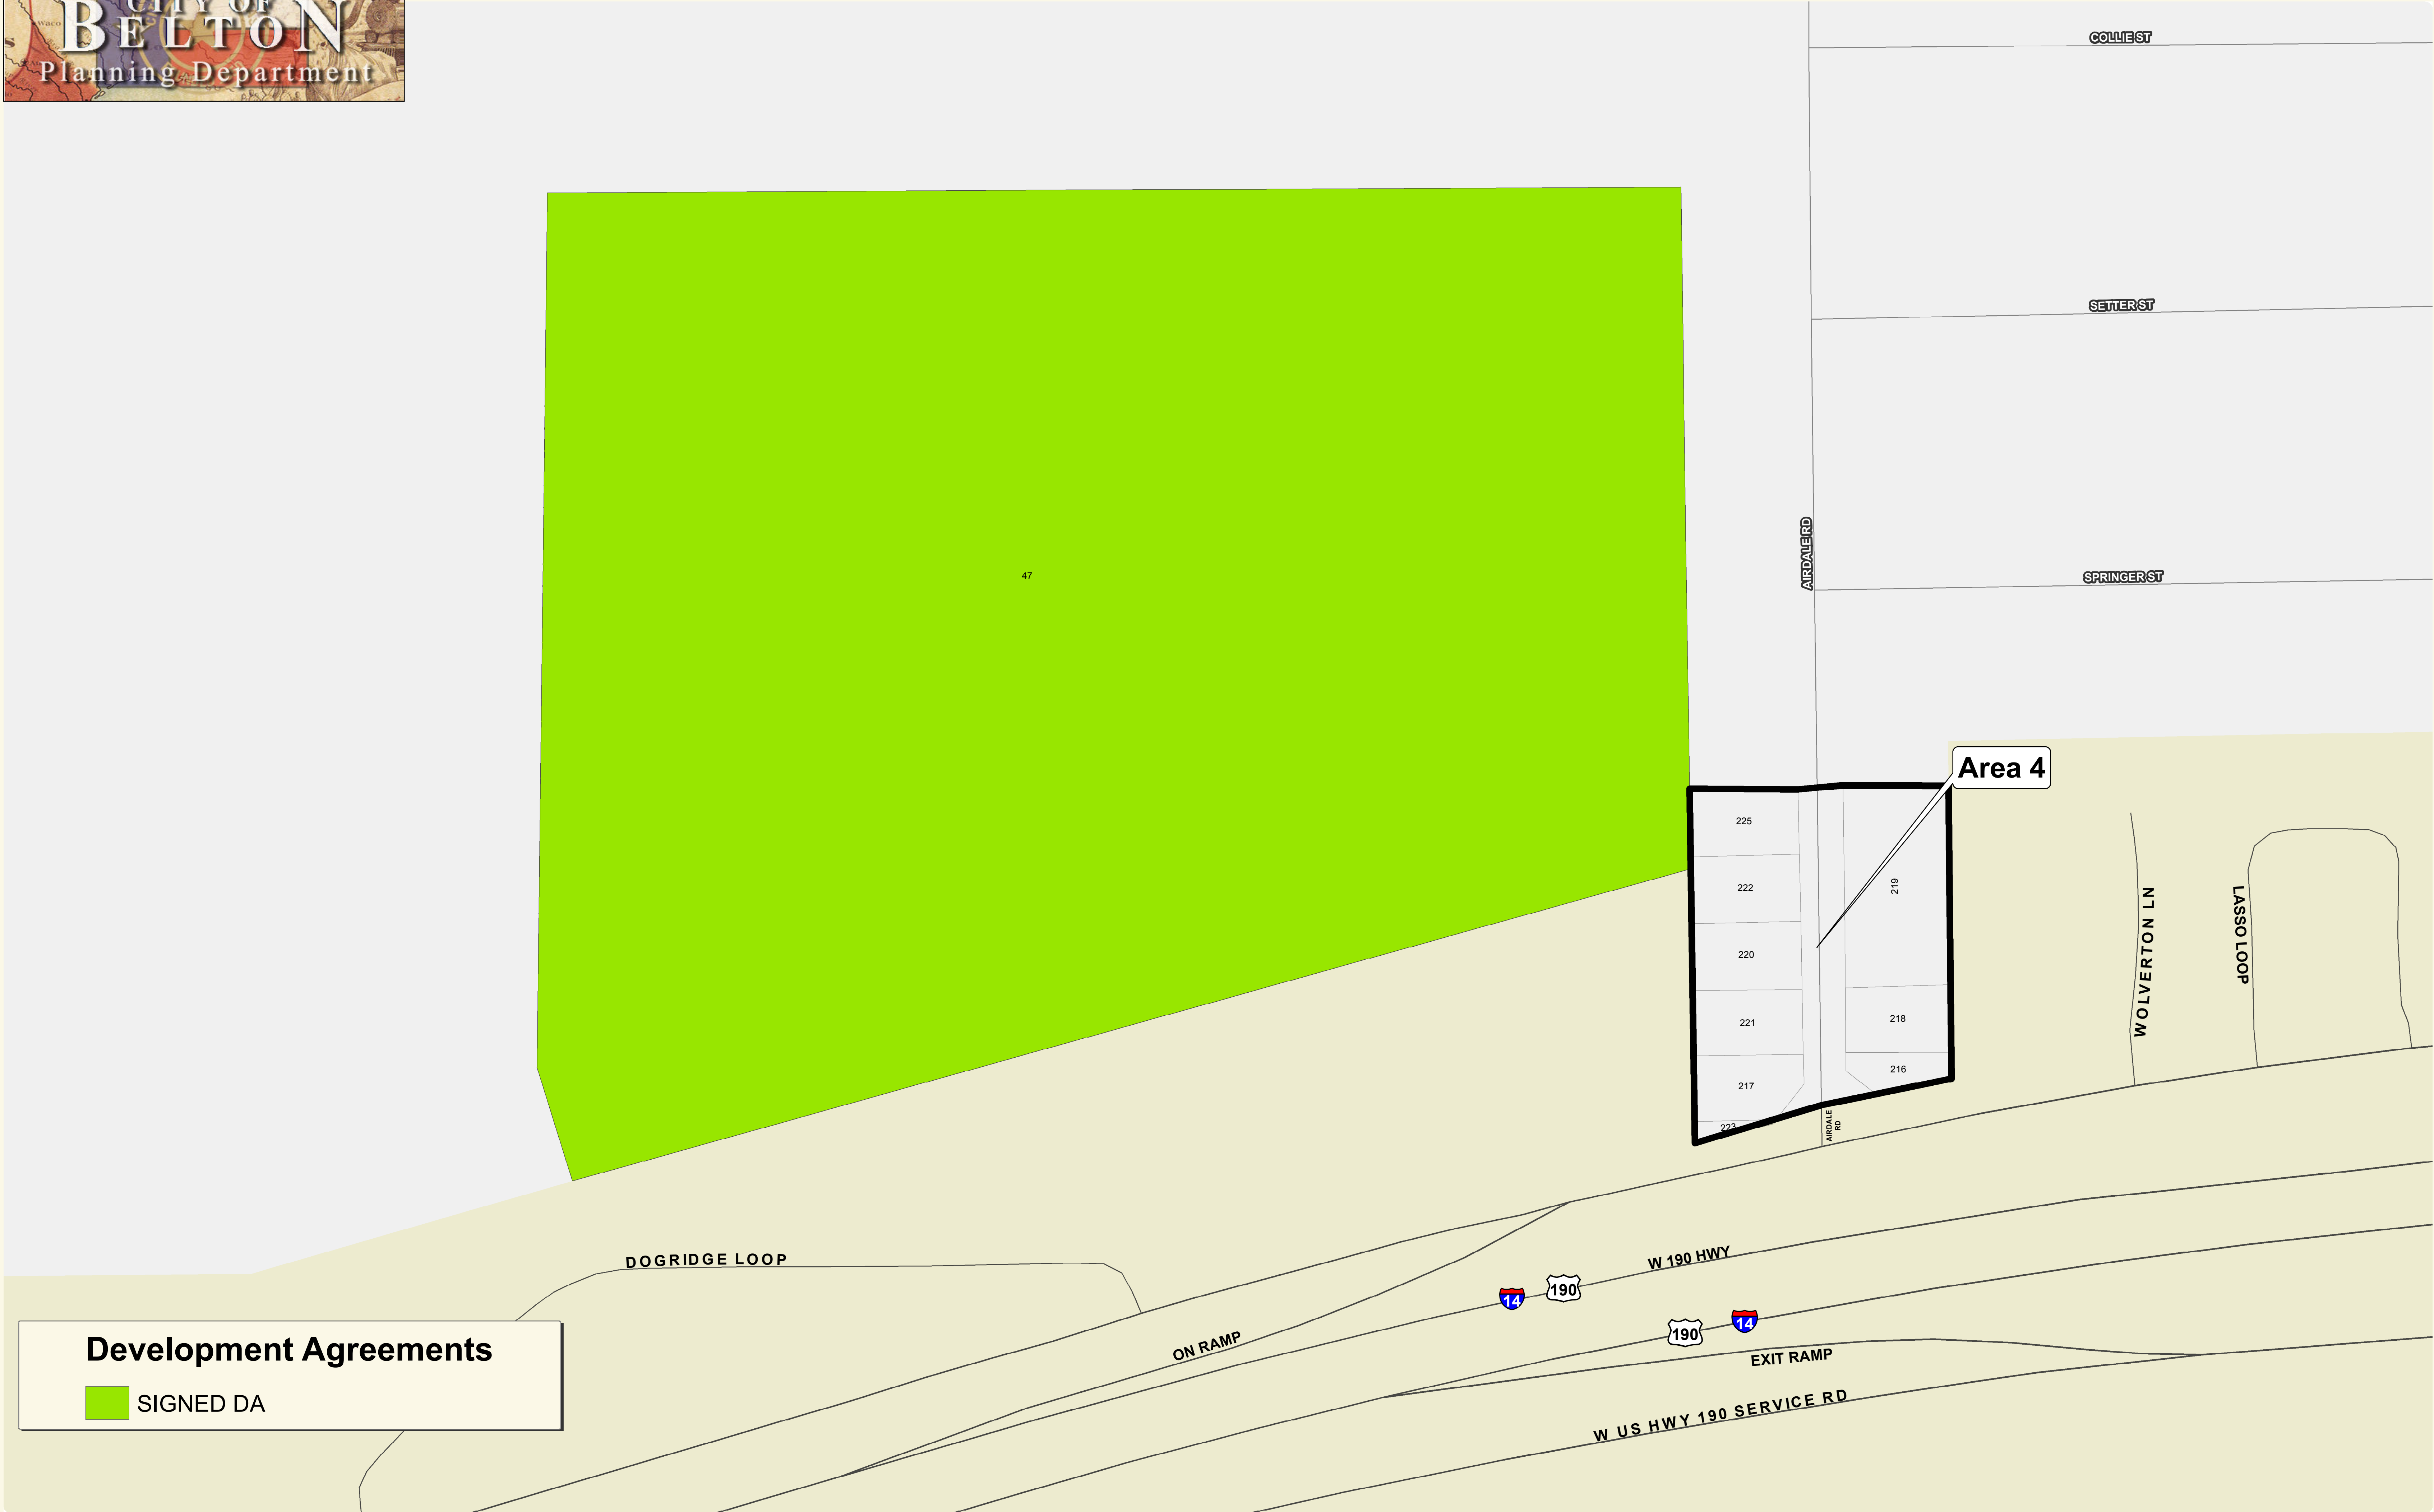 CITY OF
BELTON
Planning Department
Waco
COLLIE ST
SETTER ST
AIRDALE RD
SPRINGER ST
47
Area 4
225
222
219
220
221
218
217
216
223
AIRDALE
RD
WOLVERTON LN
LASSO LOOP
DOGRIDGE LOOP
W 190 HWY
14
190
190
14
ON RAMP
EXIT RAMP
W US HWY 190 SERVICE RD
Development Agreements
SIGNED DA